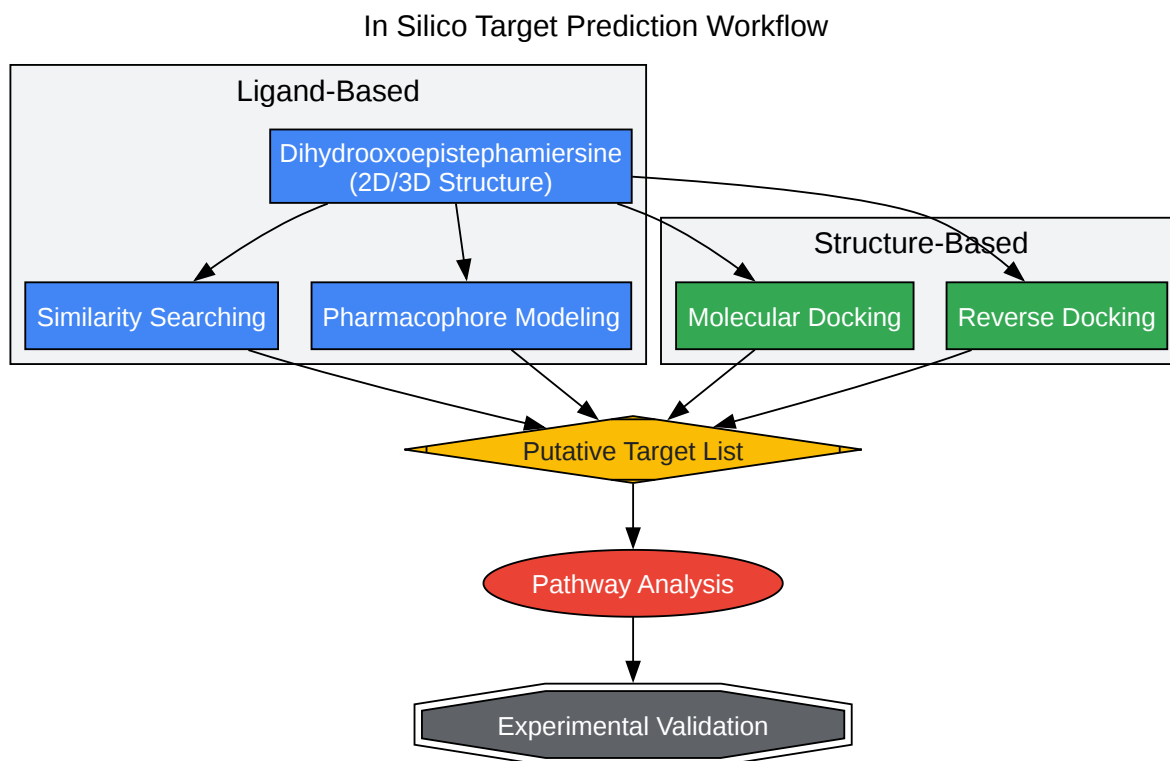 In Silico Target Prediction Workflow
Ligand-Based
Dihydrooxoepistephamiersine
(2D/3D Structure)
Structure-Based
Similarity Searching
Pharmacophore Modeling
Molecular Docking
Reverse Docking
Putative Target List
Pathway Analysis
Experimental Validation